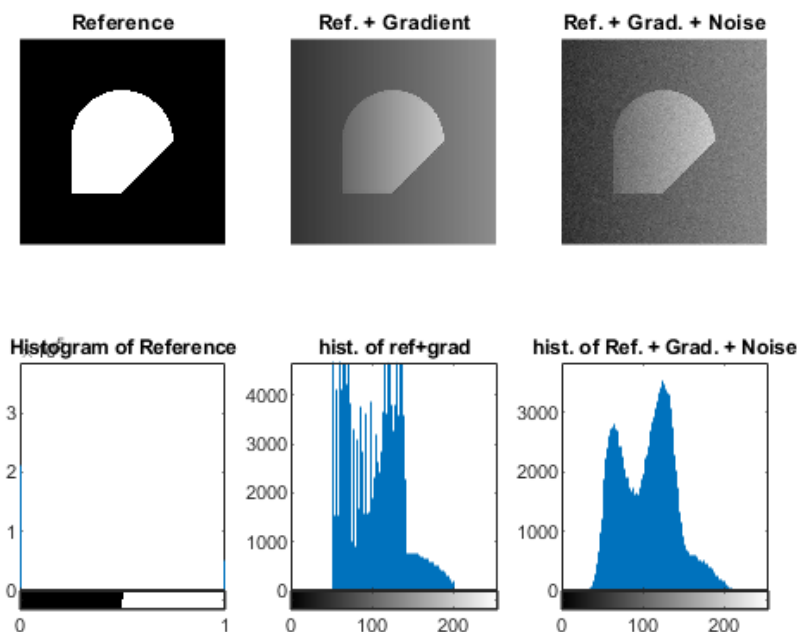 Reference
Ref. + Gradient
Ref. + Grad. + Noise
Histogram of Reference
hist. of ref+grad
hist. of Ref. + Grad. + Noise
3
2
1
0
0 1
4000
3000
2000
1000
0
0 100 200
3000
2000
1000
0
0 100 200